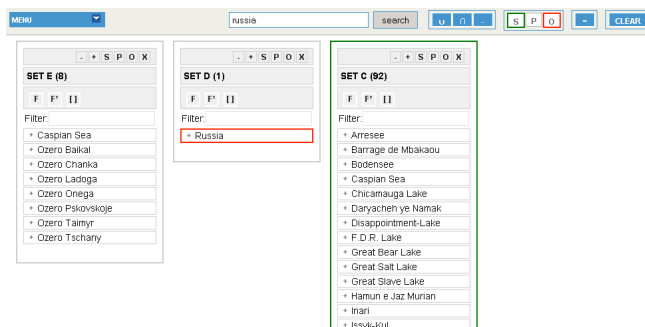 MENU russia search ∪ ∩ - S P O = CLEAR
- + S P O X
SET E (8)
F F' [ ]
Filter:
+ Caspian Sea
+ Ozero Baikal
+ Ozero Chanka
+ Ozero Ladoga
+ Ozero Onega
+ Ozero Pskovskoje
+ Ozero Taimyr
+ Ozero Tschany
- + S P O X
SET D (1)
F F' [ ]
Filter:
+ Russia
- + S P O X
SET C (92)
F F' [ ]
Filter:
+ Arresee
+ Barrage de Mbakaou
+ Bodensee
+ Caspian Sea
+ Chicamauga Lake
+ Daryacheh ye Namak
+ Disappointment-Lake
+ F.D.R. Lake
+ Great Bear Lake
+ Great Salt Lake
+ Great Slave Lake
+ Hamun e Jaz Murian
+ Inari
+ Issyk-Kul